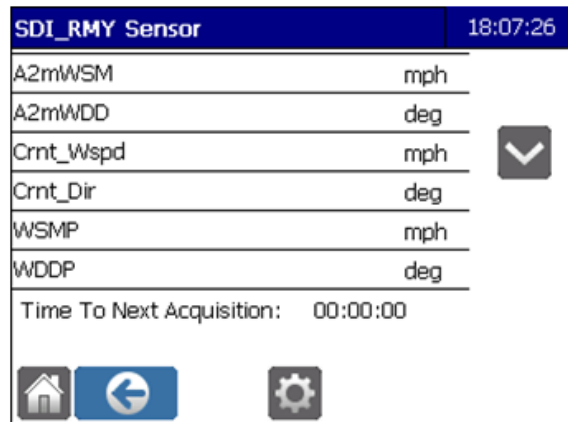 SDI_RMY Sensor 18:07:26
A2mWSM mph
A2mWDD deg
Crnt_Wspd mph
Crnt_Dir deg
WSMP mph
WDDP deg
Time To Next Acquisition: 00:00:00